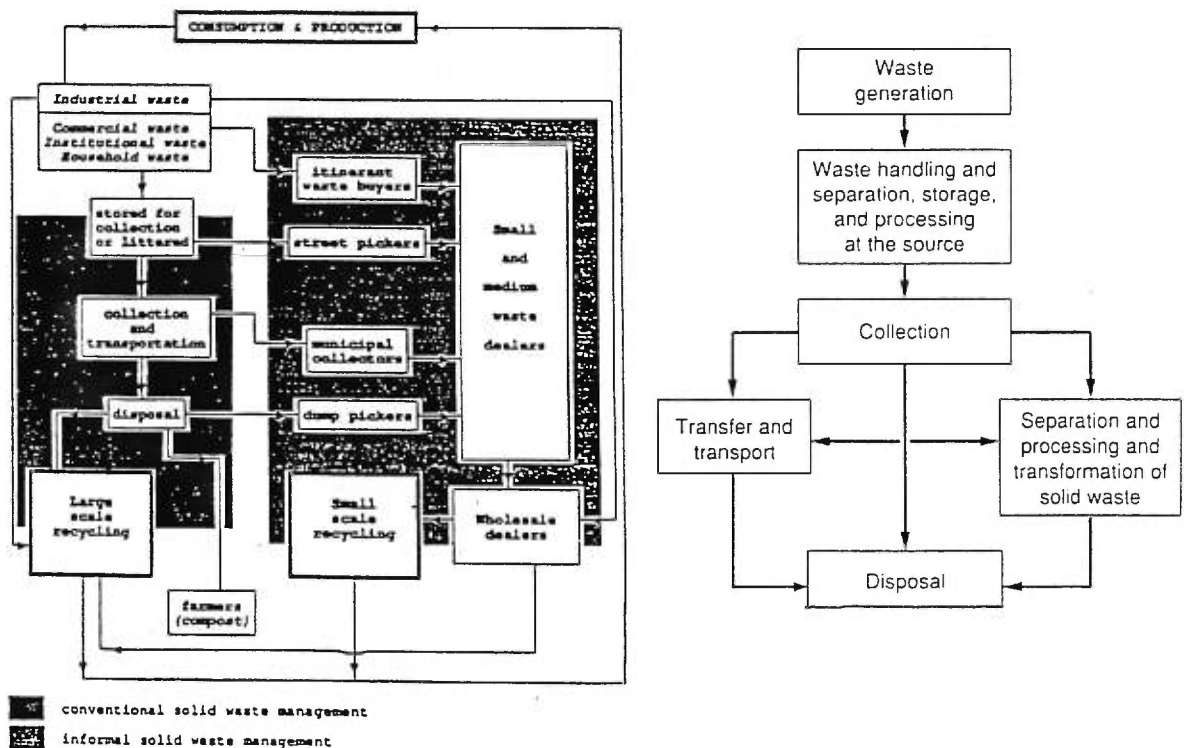 CONSUMPTION & PRODUCTION
Industrial waste
Commercial waste
Institutional waste
Household waste
stored for
collection
or littered
collection
and
transportation
disposal
Large
scale
recycling
farmers
(compost)
itinerant
waste buyers
street pickers
municipal
collectors
dump pickers
Small
scale
recycling
Small
and
medium
waste
dealers
Wholesale
dealers
conventional solid waste management
informal solid waste management
Waste
generation
Waste handling and
separation, storage,
and processing
at the source
Collection
Transfer and
transport
Separation and
processing and
transformation of
solid waste
Disposal